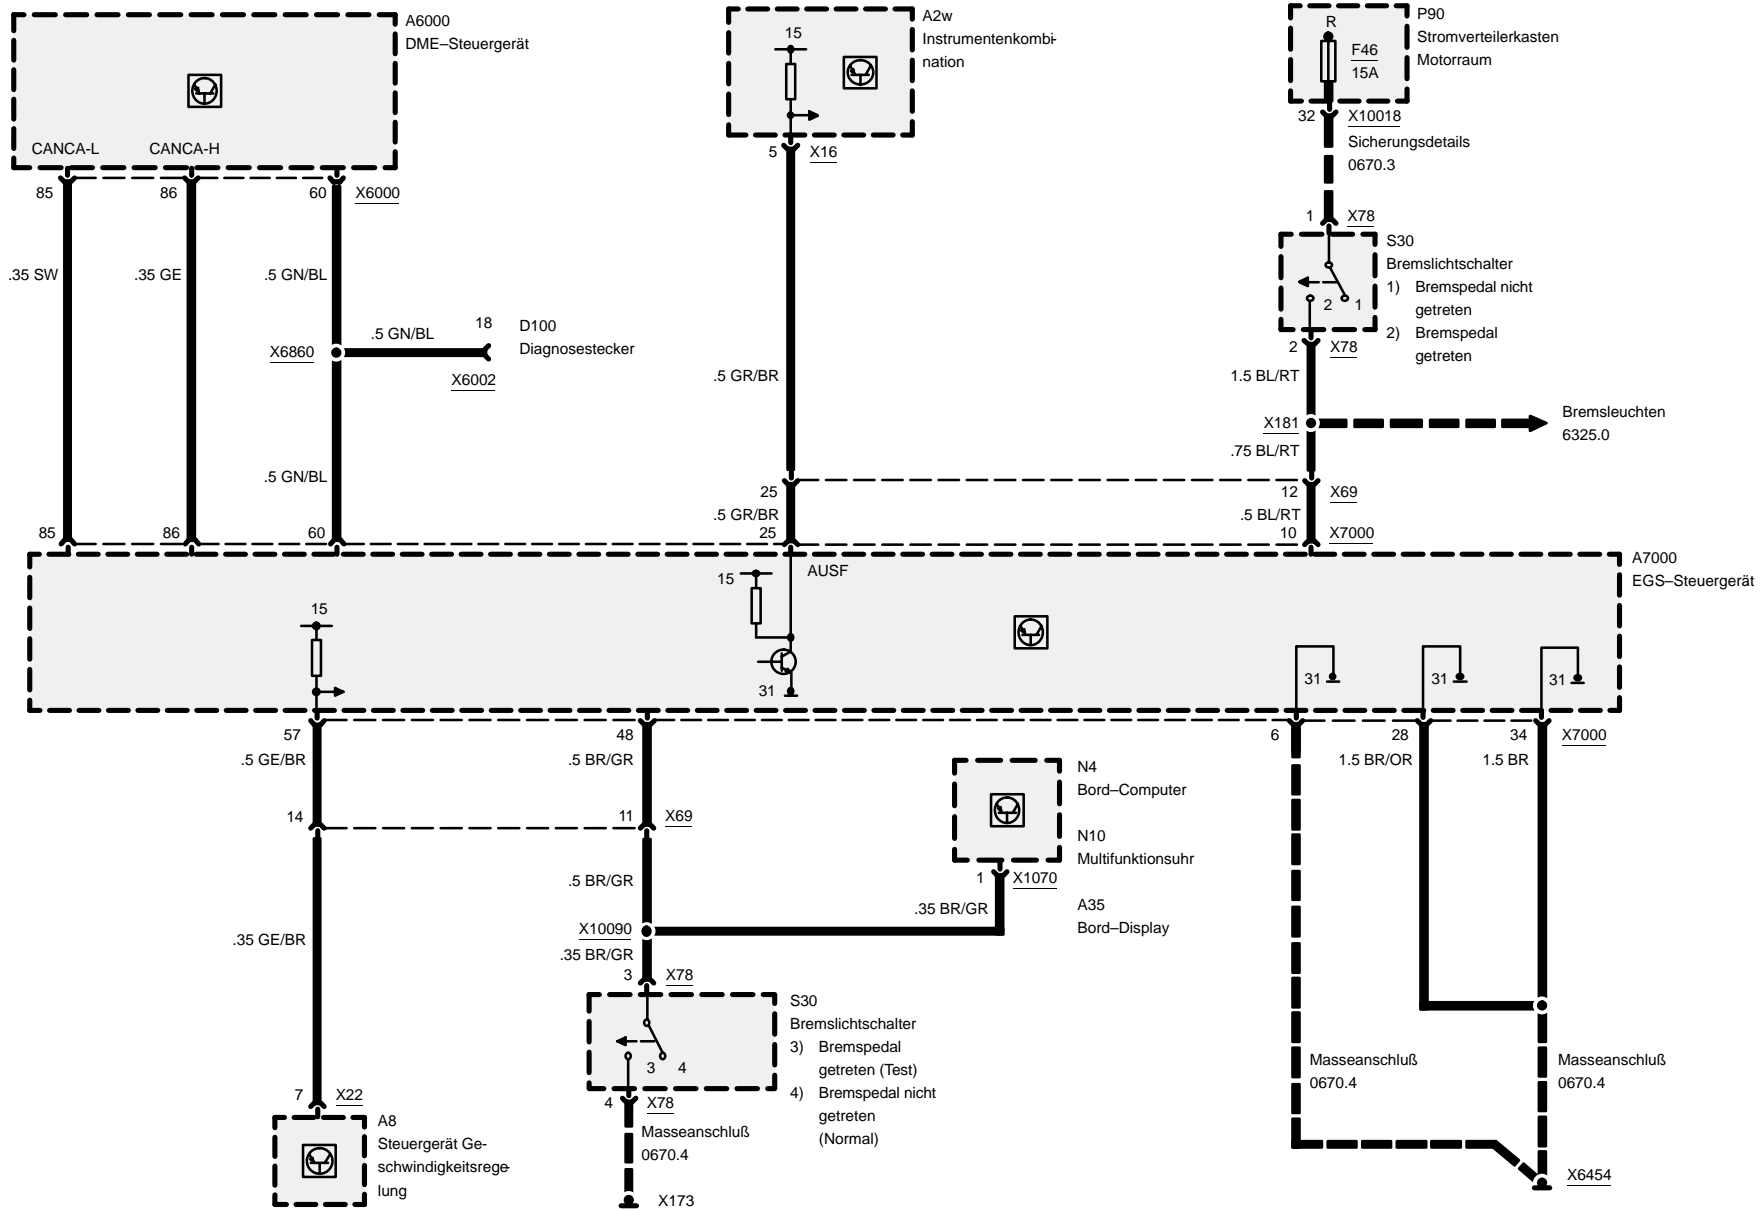 A6000
DME–Steuergerät
CANCA-L
CANCA-H
85
86
60
X6000
.35 SW
.35 GE
.5 GN/BL
.5 GN/BL
18
D100
Diagnosestecker
X6860
X6002
.5 GN/BL
85
86
60
A2w
Instrumentenkombi-
nation
15
5
X16
.5 GR/BR
25
.5 GR/BR
25
P90
Stromverteilerkasten
Motorraum
R
F46
15A
32
X10018
Sicherungsdetails
0670.3
1
X78
S30
Bremslichtschalter
1) Bremspedal nicht
getreten
2) Bremspedal
getreten
2
1
2
X78
1.5 BL/RT
X181
Bremsleuchten
6325.0
.75 BL/RT
12
X69
.5 BL/RT
10
X7000
A7000
EGS–Steuergerät
15
AUSF
15
31
31
31
31
57
48
6
28
34
X7000
.5 GE/BR
.5 BR/GR
1.5 BR/OR
1.5 BR
14
11
X69
N4
Bord–Computer
N10
Multifunktionsuhr
A35
Bord–Display
1
X1070
.35 BR/GR
.5 BR/GR
X10090
.35 BR/GR
.35 GE/BR
3
X78
S30
Bremslichtschalter
3) Bremspedal
getreten (Test)
4) Bremspedal nicht
getreten
(Normal)
3
4
4
X78
Masseanschluß
0670.4
X173
7
X22
A8
Steuergerät Ge-
schwindigkeitsrege-
lung
Masseanschluß
0670.4
Masseanschluß
0670.4
X6454